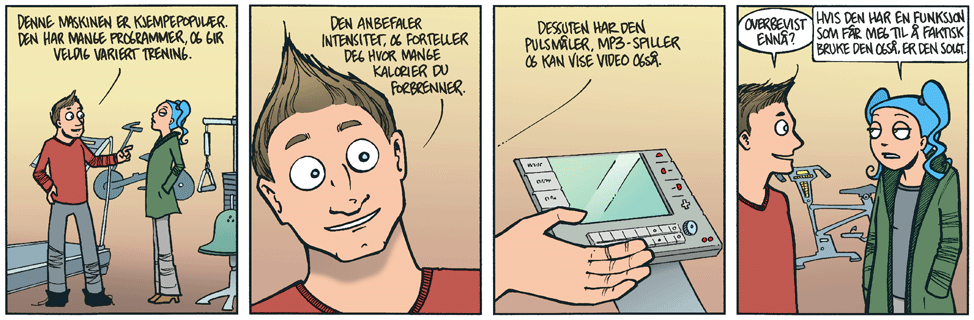 DENNE MASKINEN ER KJEMPEPOPULÆR.
DEN HAR MANGE PROGRAMMER, OG GIR
VELDIG VARIERT TRENING.
DEN ANBEFALER
INTENSITET, OG FORTELLER
DEG HVOR MANGE
KALORIER DU
FORBRENNER.
DESSUTEN HAR DEN
PULSMÅLER, MP3-SPILLER
OG KAN VISE VIDEO OGSÅ.
OVERBEVIST
ENNÅ?
HVIS DEN HAR EN FUNKSJON
SOM FÅR MEG TIL Å FAKTISK
BRUKE DEN OGSÅ, ER DEN SOLGT.